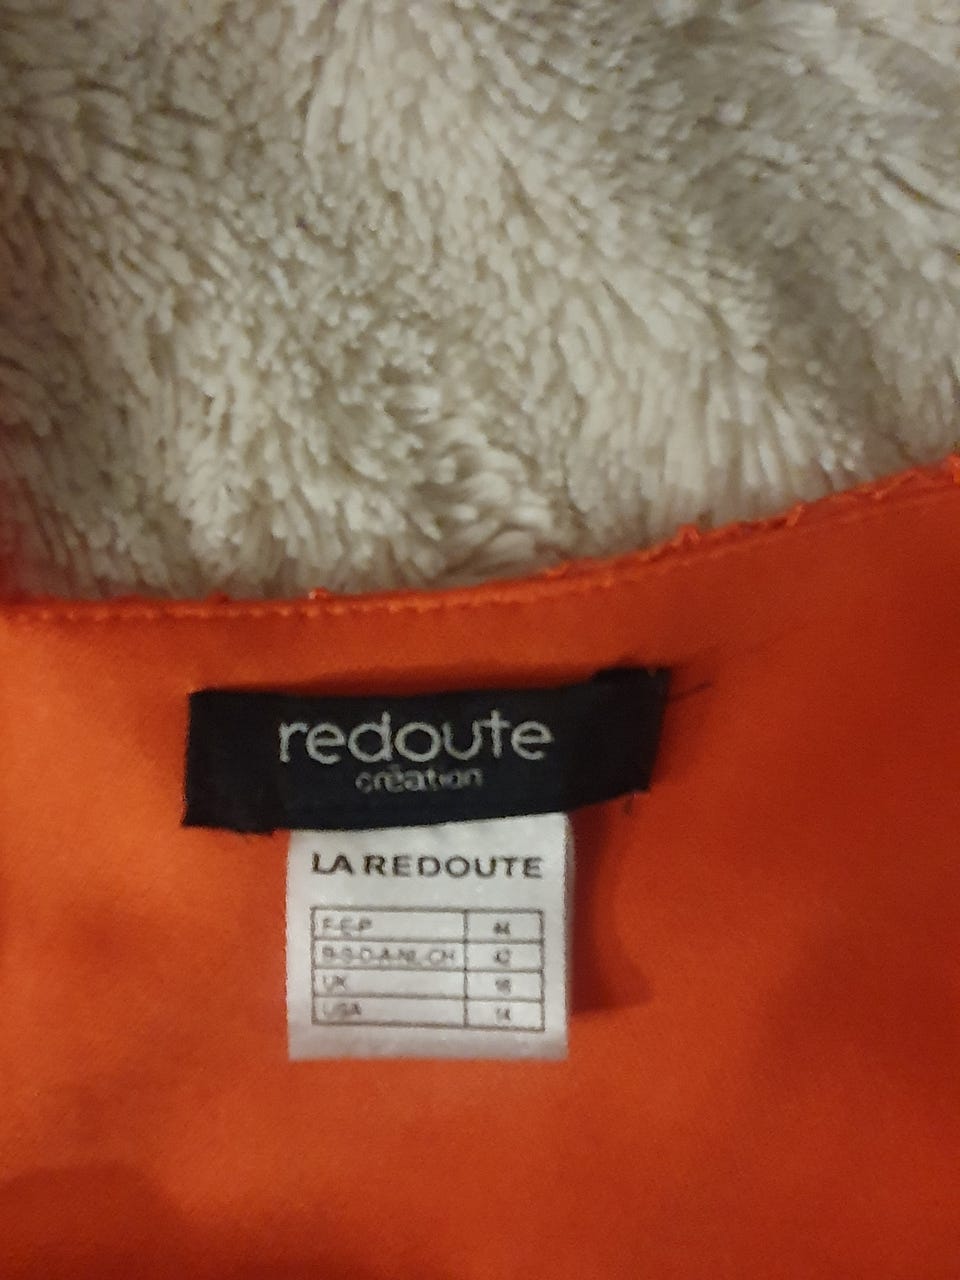 redoute
création
LA REDOUTE
F-E-P 44
B-S-D-A-NL-CH 42
UK 16
USA 14